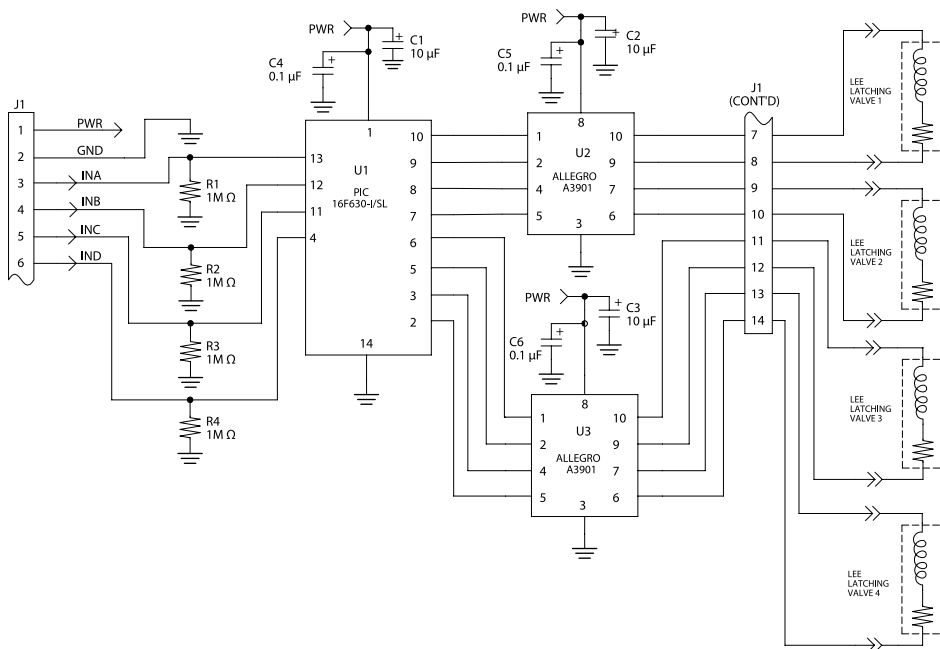 PWR
C1
10 µF
C4
0.1 µF
PWR
C2
10 µF
C5
0.1 µF
J1
1
PWR
2
GND
3
INA
4
INB
5
INC
6
IND
R1
1M Ω
R2
1M Ω
R3
1M Ω
R4
1M Ω
1
U1
PIC
16F630-I/SL
13
12
11
4
10
9
8
7
6
5
3
2
14
8
U2
ALLEGRO
A3901
1
2
4
5
10
9
7
6
3
PWR
C3
10 µF
C6
0.1 µF
8
U3
ALLEGRO
A3901
1
2
4
5
10
9
7
6
3
J1
(CONT'D)
7
8
9
10
11
12
13
14
LEE
LATCHING
VALVE 1
LEE
LATCHING
VALVE 2
LEE
LATCHING
VALVE 3
LEE
LATCHING
VALVE 4